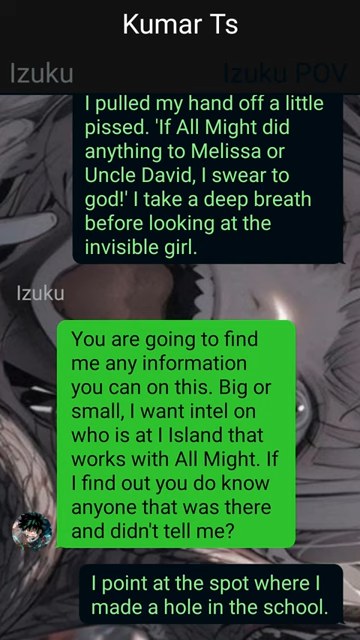 Kumar Ts
Izuku
Izuku POV
I pulled my hand off a little
pissed. 'If All Might did
anything to Melissa or
Uncle David, I swear to
god!' I take a deep breath
before looking at the
invisible girl.
Izuku
You are going to find
me any information
you can on this. Big or
small, I want intel on
who is at I Island that
works with All Might. If
I find out you do know
anyone that was there
and didn't tell me?
I point at the spot where I
made a hole in the school.